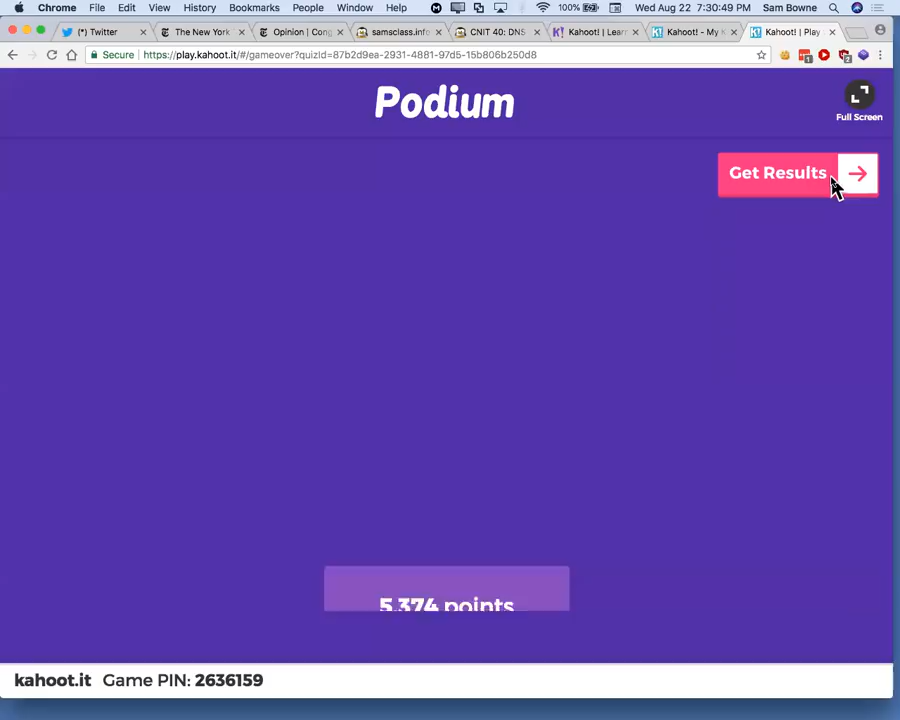 Chrome File Edit View History Bookmarks People Window Help 100% Wed Aug 22 7:30:49 PM Sam Bowne
(*) Twitter The New York Opinion | Cong samsclass.info CNIT 40: DNS Kahoot! | Learn Kahoot! - My Kahoot! | Play
Secure https://play.kahoot.it/#/gameover?quizId=87b2d9ea-2931-4881-97d5-15b806b250d8
Podium
Full Screen
Get Results
5,374 points
kahoot.it Game PIN: 2636159